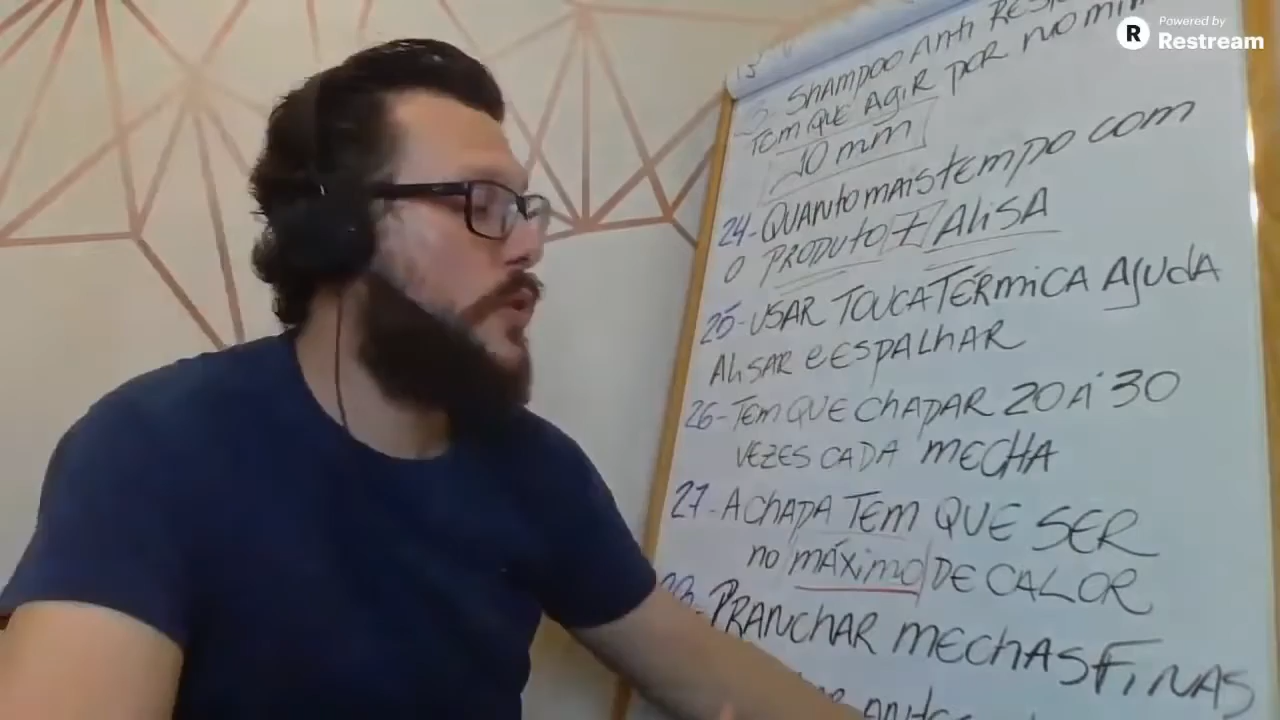 Powered by
Restream
3- SHAMPOO ANTI
TEM QUE AGIR POR NO
10 mm
24-QUANTO MAIS TEMPO COM
O PRODUTO + ALISA
25-USAR TOUCA TÉRMICA AJUDA
ALISAR E ESPALHAR
26-TEM QUE CHAPAR 20 A 30
VEZES CADA MECHA
27-A CHAPA TEM QUE SER
NO MÁXIMO DE CALOR
PRANCHAR MECHAS FINAS